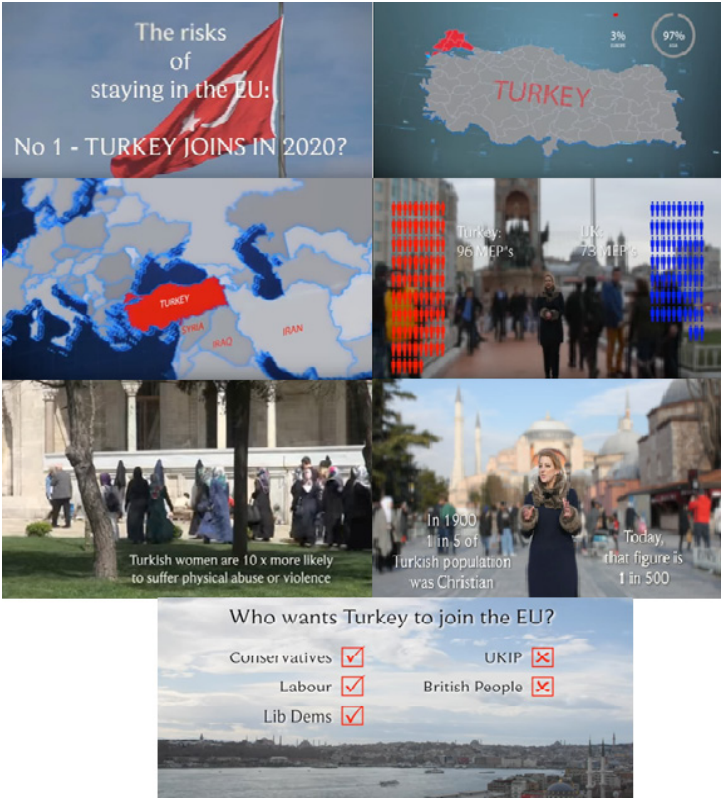 The risks
of
staying in the EU:
No 1 - TURKEY JOINS IN 2020?
3%
97%
TURKEY
TURKEY
SYRIA
IRAQ
IRAN
Turkey:
96 MEP's
UK:
73 MEP's
Turkish women are 10 x more likely
to suffer physical abuse or violence
In 1900
1 in 5 of
Turkish population
was Christian
Today,
that figure is
1 in 500
Who wants Turkey to join the EU?
Conservatives
Labour
Lib Dems
UKIP
British People